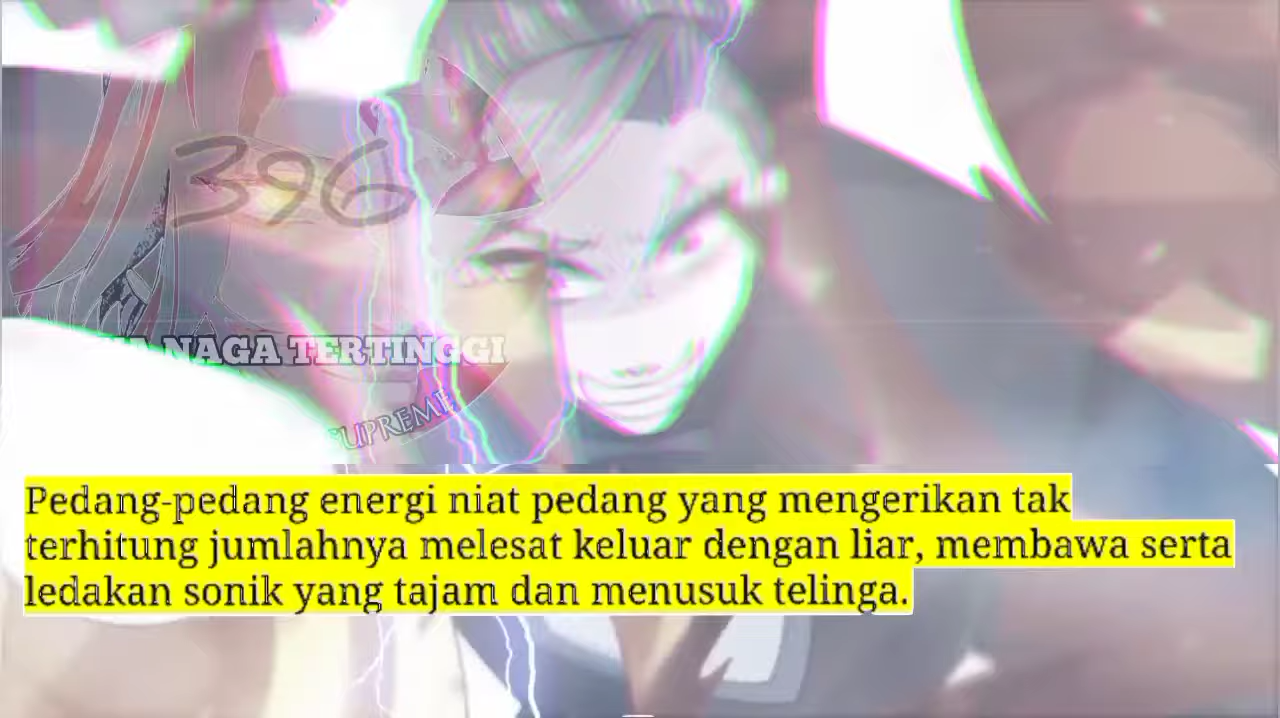 396
NAGA TERTINGGI
SUPREME
Pedang-pedang energi niat pedang yang mengerikan tak
terhitung jumlahnya melesat keluar dengan liar, membawa serta
ledakan sonik yang tajam dan menusuk telinga.